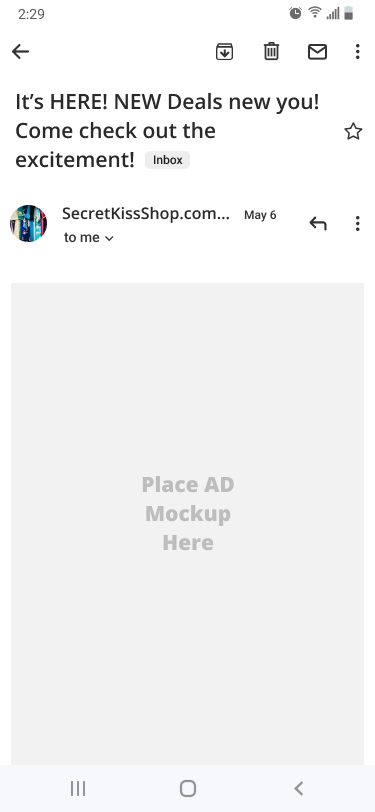 2:29
It’s HERE! NEW Deals new you!
Come check out the
excitement! Inbox
SecretKissShop.com... May 6
to me
Place AD
Mockup
Here